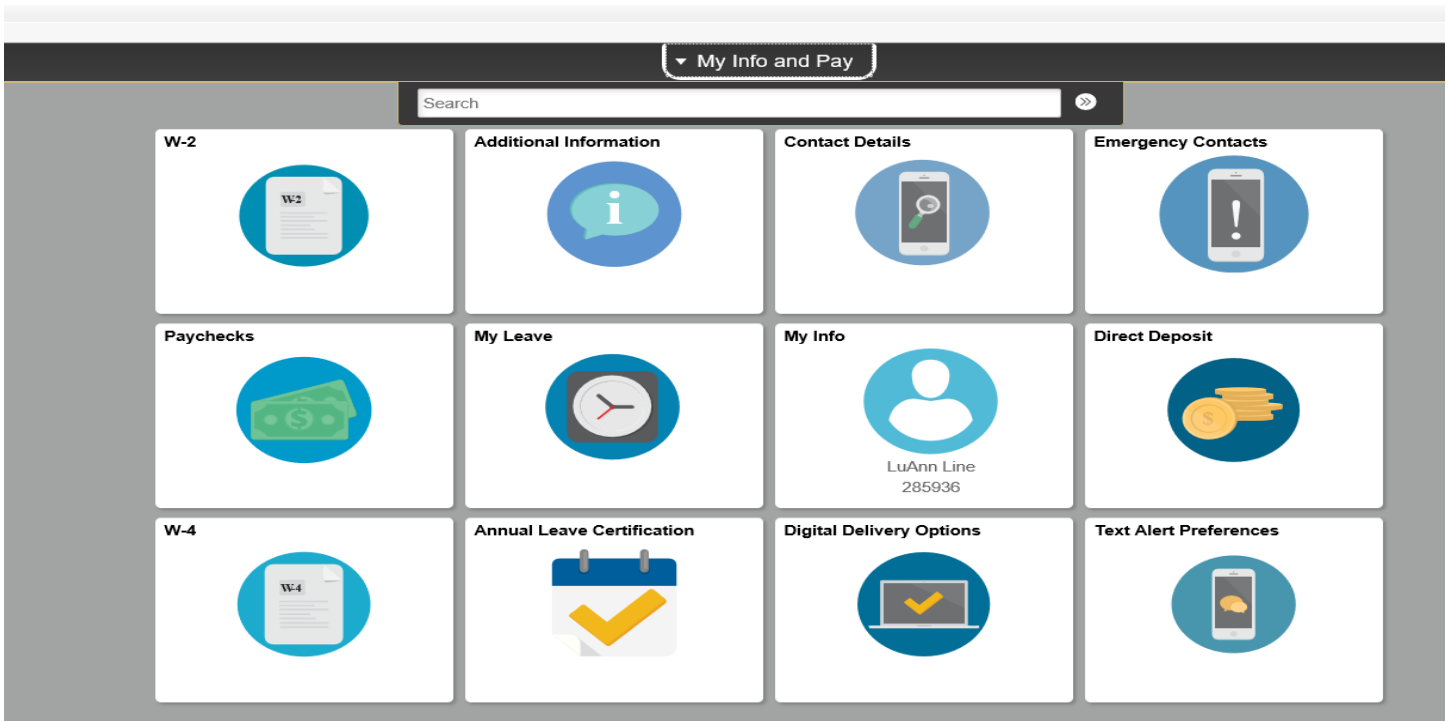 My Info and Pay
Search
W-2
Additional Information
Contact Details
Emergency Contacts
W-2
i
!
Paychecks
My Leave
My Info
Direct Deposit
$
$
LuAnn Line
285936
W-4
Annual Leave Certification
Digital Delivery Options
Text Alert Preferences
W-4